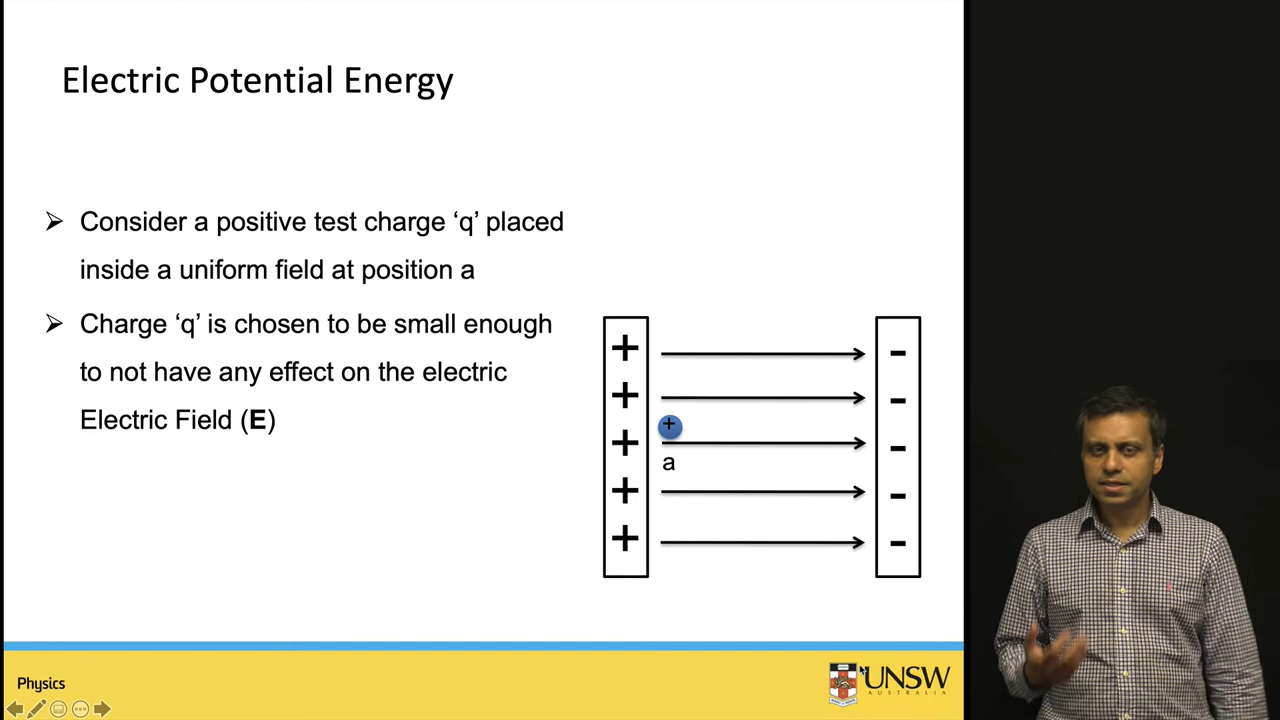 Electric Potential Energy
➢ Consider a positive test charge ‘q’ placed
inside a uniform field at position a
➢ Charge ‘q’ is chosen to be small enough
to not have any effect on the electric
Electric Field (E)
+ -
+ -
+
+ -
a
+ -
+ -
Physics
UNSW
AUSTRALIA